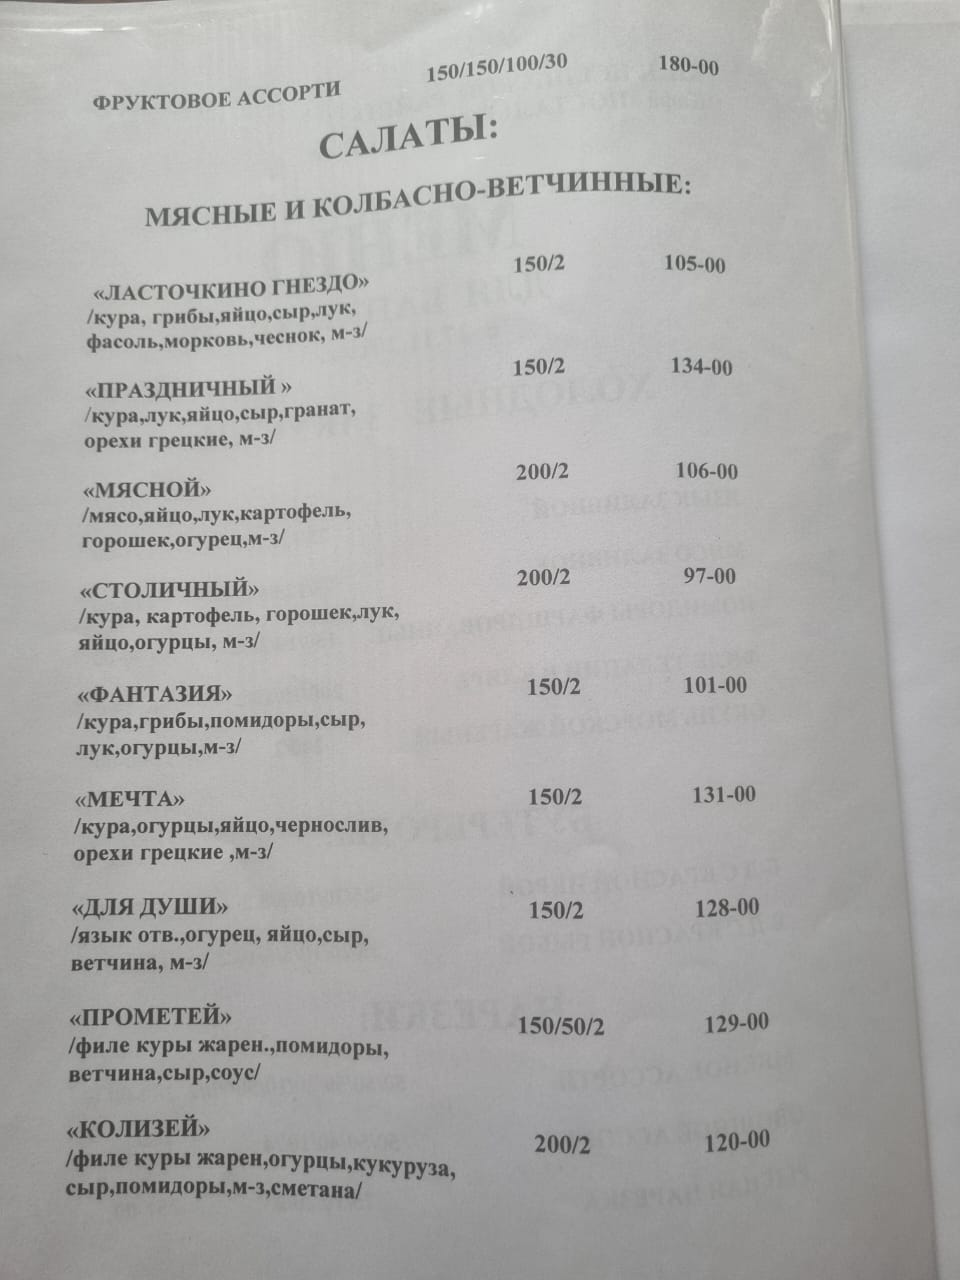 ФРУКТОВОЕ АССОРТИ 150/150/100/30 180-00
САЛАТЫ:
МЯСНЫЕ И КОЛБАСНО-ВЕТЧИННЫЕ:
«ЛАСТОЧКИНО ГНЕЗДО» 150/2 105-00
/кура, грибы,яйцо,сыр,лук,
фасоль,морковь,чеснок, м-з/
«ПРАЗДНИЧНЫЙ » 150/2 134-00
/кура,лук,яйцо,сыр,гранат,
орехи грецкие, м-з/
«МЯСНОЙ» 200/2 106-00
/мясо,яйцо,лук,картофель,
горошек,огурец,м-з/
«СТОЛИЧНЫЙ» 200/2 97-00
/кура, картофель, горошек,лук,
яйцо,огурцы, м-з/
«ФАНТАЗИЯ» 150/2 101-00
/кура,грибы,помидоры,сыр,
лук,огурцы,м-з/
«МЕЧТА» 150/2 131-00
/кура,огурцы,яйцо,чернослив,
орехи грецкие ,м-з/
«ДЛЯ ДУШИ» 150/2 128-00
/язык отв.,огурец, яйцо,сыр,
ветчина, м-з/
«ПРОМЕТЕЙ» 150/50/2 129-00
/филе куры жарен.,помидоры,
ветчина,сыр,соус/
«КОЛИЗЕЙ» 200/2 120-00
/филе куры жарен,огурцы,кукуруза,
сыр,помидоры,м-з,сметана/